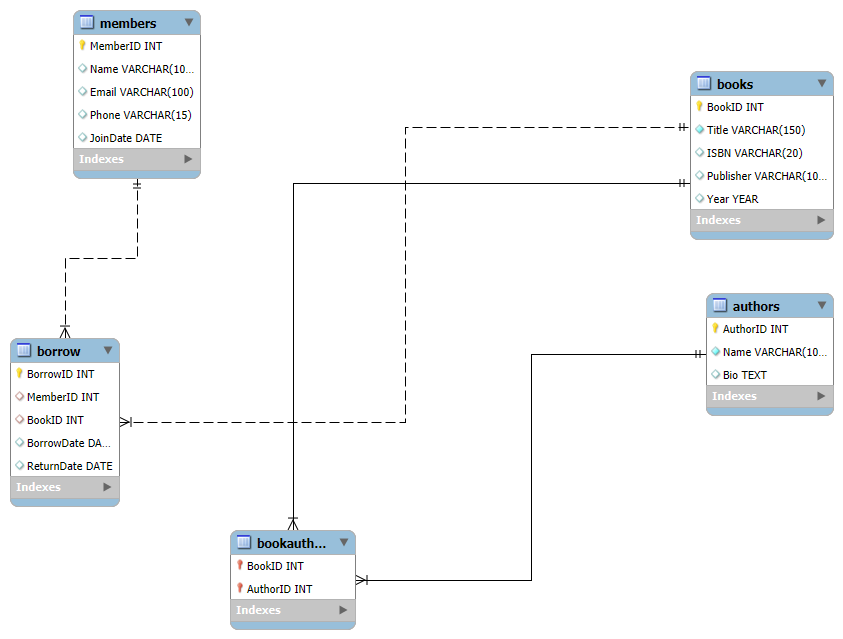 members
MemberID INT
Name VARCHAR(10...
Email VARCHAR(100)
Phone VARCHAR(15)
JoinDate DATE
Indexes
books
BookID INT
Title VARCHAR(150)
ISBN VARCHAR(20)
Publisher VARCHAR(10...
Year YEAR
Indexes
authors
AuthorID INT
Name VARCHAR(10...
Bio TEXT
Indexes
borrow
BorrowID INT
MemberID INT
BookID INT
BorrowDate DA...
ReturnDate DATE
Indexes
bookauth...
BookID INT
AuthorID INT
Indexes